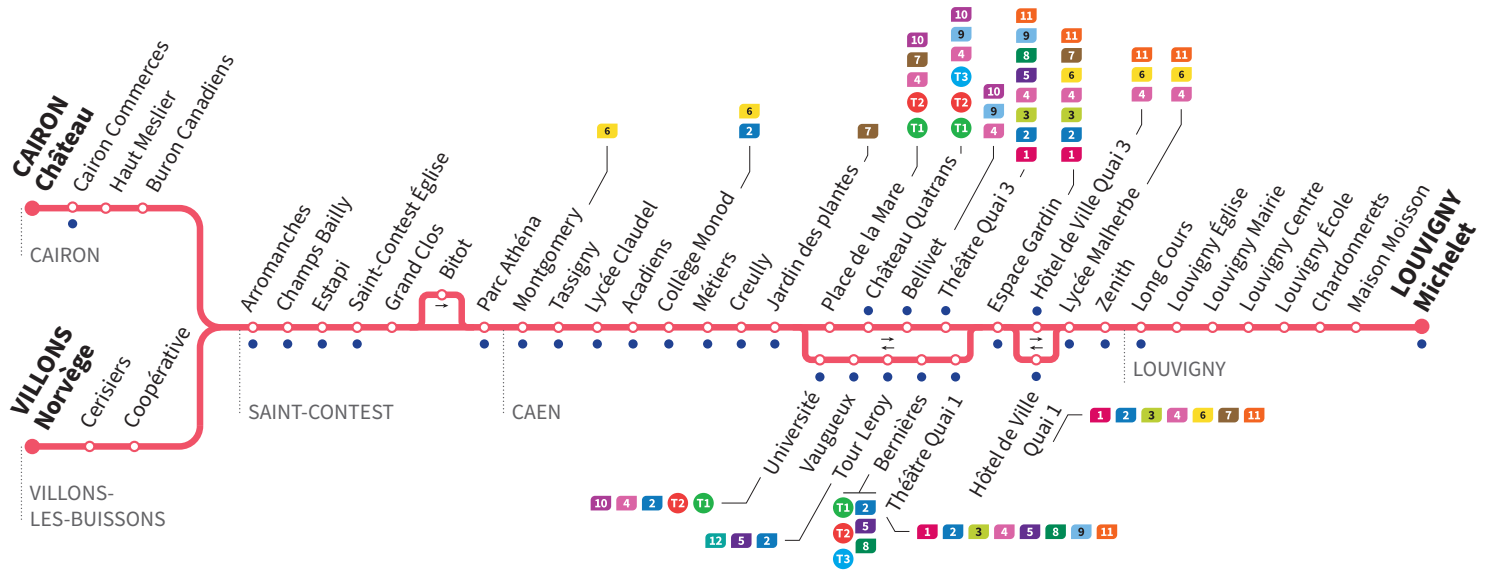 CAIRON
Château
Cairon Commerces
Haut Meslier
Buron Canadiens
CAIRON
VILLONS
Norvège
Cerisiers
Coopérative
VILLONS-
LES-BUISSONS
Arromanches
Champs Bailly
Estapi
Saint-Contest Église
Grand Clos
Bitot
SAINT-CONTEST
Parc Athéna
Montgomery
6
Tassigny
Lycée Claudel
Acadiens
Collège Monod
6
2
Métiers
Creully
Jardin des plantes
7
CAEN
Place de la Mare
10
7
4
T2
T1
Château Quatrans
10
9
4
T3
T2
T1
Bellivet
10
9
4
Théâtre Quai 3
11
9
8
5
4
3
2
1
Université
10 4 2 T2 T1
Vaugueux
Tour Leroy
12 5 2
Bernières
T1 2
T2 5
T3 8
Théâtre Quai 1
1 2 3 4 5 8 9 11
Espace Gardin
11
7
6
4
3
2
1
Hôtel de Ville Quai 3
11
6
4
Hôtel de Ville
Quai 1
1 2 3 4 6 7 11
Lycée Malherbe
11
6
4
Zenith
Long Cours
Louvigny Église
Louvigny Mairie
Louvigny Centre
Louvigny École
Chardonnerets
Maison Moisson
LOUVIGNY
Michelet
LOUVIGNY